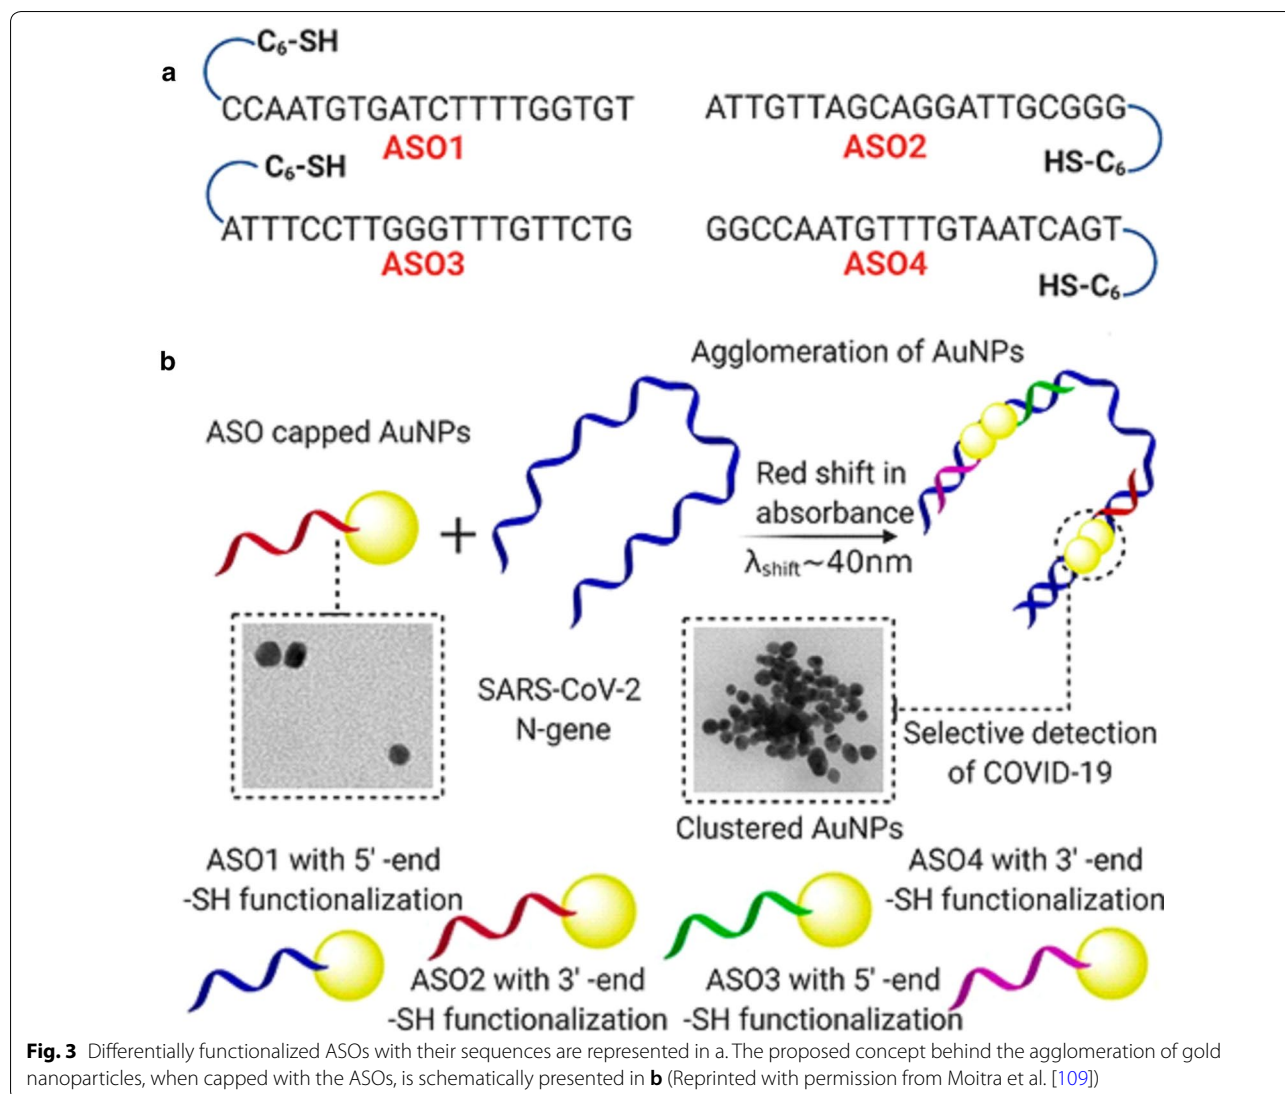 a
C₆-SH
CCAATGTGATCTTTTGGTGT
ASO1
ATTGTTAGCAGGATTGCGGG
ASO2
HS-C₆
C₆-SH
ATTTCCTTGGGTTTGTTCTG
ASO3
GGCCAATGTTTGTAATCAGT
ASO4
HS-C₆
b
Agglomeration of AuNPs
ASO capped AuNPs
+
Red shift in
absorbance
λshift~40nm
SARS-CoV-2
N-gene
Selective detection
of COVID-19
Clustered AuNPs
ASO1 with 5' -end
-SH functionalization
ASO2 with 3' -end
-SH functionalization
ASO3 with 5' -end
-SH functionalization
ASO4 with 3' -end
-SH functionalization
Fig. 3 Differentially functionalized ASOs with their sequences are represented in a. The proposed concept behind the agglomeration of gold
nanoparticles, when capped with the ASOs, is schematically presented in b (Reprinted with permission from Moitra et al. [109])